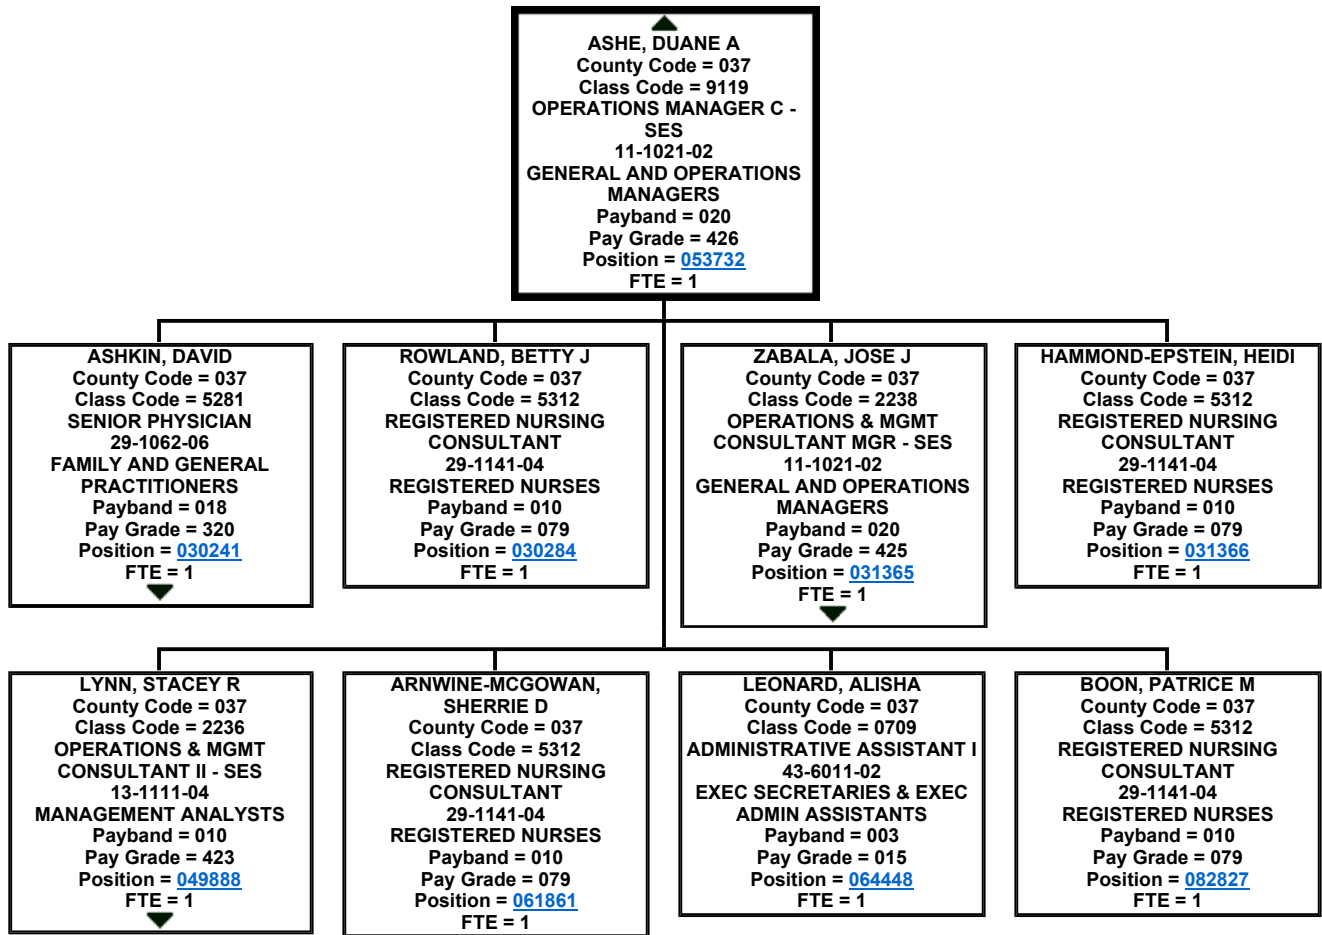 ASHE, DUANE A
County Code = 037
Class Code = 9119
OPERATIONS MANAGER C -
SES
11-1021-02
GENERAL AND OPERATIONS
MANAGERS
Payband = 020
Pay Grade = 426
Position = 053732
FTE = 1
ASHKIN, DAVID
County Code = 037
Class Code = 5281
SENIOR PHYSICIAN
29-1062-06
FAMILY AND GENERAL
PRACTITIONERS
Payband = 018
Pay Grade = 320
Position = 030241
FTE = 1
ROWLAND, BETTY J
County Code = 037
Class Code = 5312
REGISTERED NURSING
CONSULTANT
29-1141-04
REGISTERED NURSES
Payband = 010
Pay Grade = 079
Position = 030284
FTE = 1
ZABALA, JOSE J
County Code = 037
Class Code = 2238
OPERATIONS & MGMT
CONSULTANT MGR - SES
11-1021-02
GENERAL AND OPERATIONS
MANAGERS
Payband = 020
Pay Grade = 425
Position = 031365
FTE = 1
HAMMOND-EPSTEIN, HEIDI
County Code = 037
Class Code = 5312
REGISTERED NURSING
CONSULTANT
29-1141-04
REGISTERED NURSES
Payband = 010
Pay Grade = 079
Position = 031366
FTE = 1
LYNN, STACEY R
County Code = 037
Class Code = 2236
OPERATIONS & MGMT
CONSULTANT II - SES
13-1111-04
MANAGEMENT ANALYSTS
Payband = 010
Pay Grade = 423
Position = 049888
FTE = 1
ARNWINE-MCGOWAN,
SHERRIE D
County Code = 037
Class Code = 5312
REGISTERED NURSING
CONSULTANT
29-1141-04
REGISTERED NURSES
Payband = 010
Pay Grade = 079
Position = 061861
FTE = 1
LEONARD, ALISHA
County Code = 037
Class Code = 0709
ADMINISTRATIVE ASSISTANT I
43-6011-02
EXEC SECRETARIES & EXEC
ADMIN ASSISTANTS
Payband = 003
Pay Grade = 015
Position = 064448
FTE = 1
BOON, PATRICE M
County Code = 037
Class Code = 5312
REGISTERED NURSING
CONSULTANT
29-1141-04
REGISTERED NURSES
Payband = 010
Pay Grade = 079
Position = 082827
FTE = 1